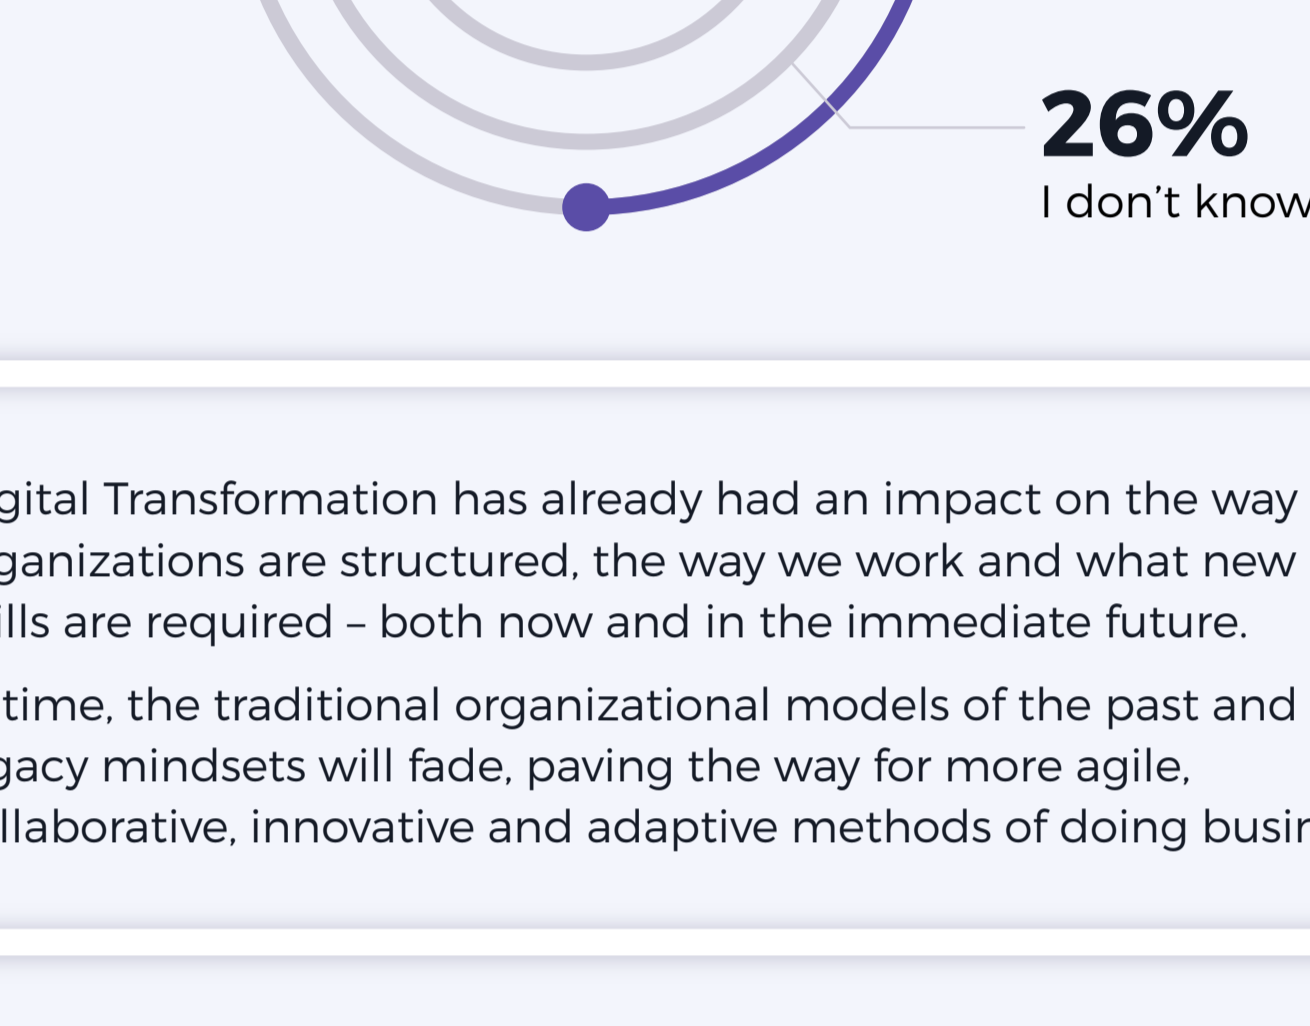 26%
I don’t know
gital Transformation has already had an impact on the way
ganizations are structured, the way we work and what new
ills are required – both now and in the immediate future.
time, the traditional organizational models of the past and
gacy mindsets will fade, paving the way for more agile,
llaborative, innovative and adaptive methods of doing busin